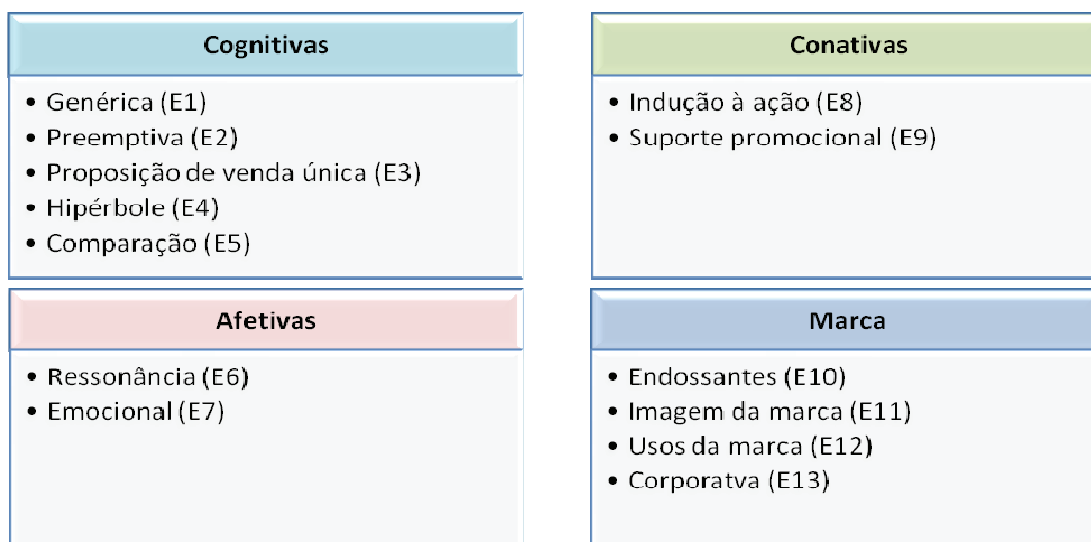 Cognitivas
• Genérica (E1)
• Preemptiva (E2)
• Proposição de venda única (E3)
• Hipérbole (E4)
• Comparação (E5)
Conativas
• Indução à ação (E8)
• Suporte promocional (E9)
Afetivas
• Ressonância (E6)
• Emocional (E7)
Marca
• Endossantes (E10)
• Imagem da marca (E11)
• Usos da marca (E12)
• Corporatva (E13)